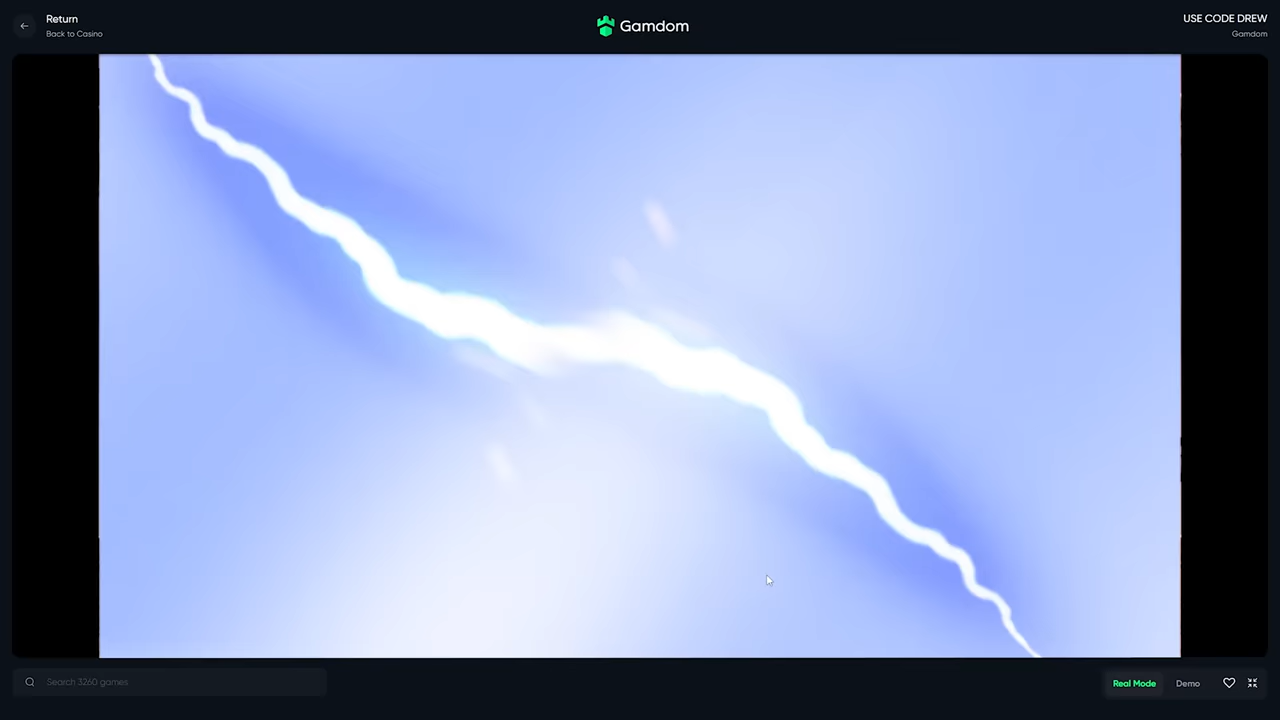 Return
Back to Casino
Gamdom
USE CODE DREW
Gamdom
Search 3260 games
Real Mode
Demo